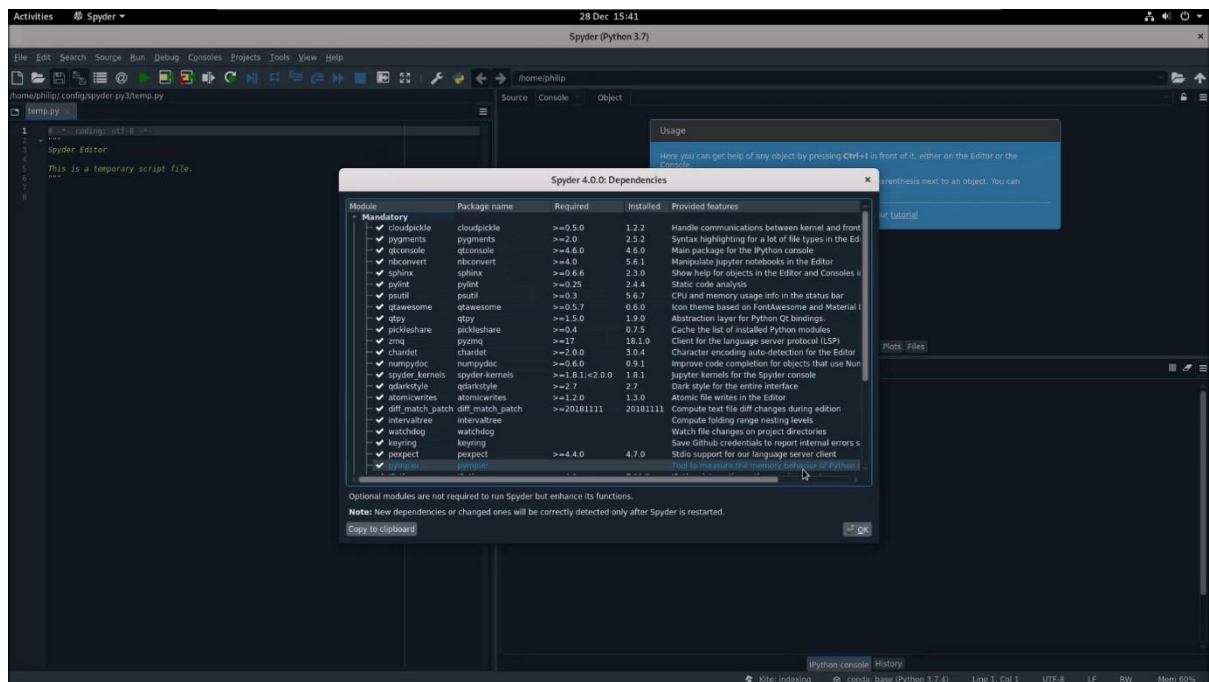 Activities Spyder 28 Dec 15:41
Spyder (Python 3.7)
File Edit Search Source Run Debug Consoles Projects Tools View Help
/home/philip
/home/philip/.config/spyder-py3/temp.py
Source Console Object
temp.py
1 # -*- coding: utf-8 -*-
2 """
3 Spyder Editor
4
5 This is a temporary script file.
6 """
7
8
Usage
Here you can get help of any object by pressing Ctrl+I in front of it, either on the Editor or the
Console.
parenthesis next to an object. You can
tutorial
Spyder 4.0.0: Dependencies
Module Package name Required Installed Provided features
Mandatory
cloudpickle cloudpickle >=0.5.0 1.2.2 Handle communications between kernel and front
pygments pygments >=2.0 2.5.2 Syntax highlighting for a lot of file types in the Ed
qtconsole qtconsole >=4.6.0 4.6.0 Main package for the IPython console
nbconvert nbconvert >=4.0 5.6.1 Manipulate Jupyter notebooks in the Editor
sphinx sphinx >=0.6.6 2.3.0 Show help for objects in the Editor and Consoles i
pylint pylint >=0.25 2.4.4 Static code analysis
psutil psutil >=0.3 5.6.7 CPU and memory usage info in the status bar
qtawesome qtawesome >=0.5.7 0.6.0 Icon theme based on FontAwesome and Material
qtpy qtpy >=1.5.0 1.9.0 Abstraction layer for Python Qt bindings.
pickleshare pickleshare >=0.4 0.7.5 Cache the list of installed Python modules
zmq pyzmq >=17 18.1.0 Client for the language server protocol (LSP)
chardet chardet >=2.0.0 3.0.4 Character encoding auto-detection for the Editor
numpydoc numpydoc >=0.6.0 0.9.1 Improve code completion for objects that use Nun
spyder_kernels spyder-kernels >=1.8.1;<2.0.0 1.8.1 Jupyter kernels for the Spyder console
qdarkstyle qdarkstyle >=2.7 2.7 Dark style for the entire interface
atomicwrites atomicwrites >=1.2.0 1.3.0 Atomic file writes in the Editor
diff_match_patch diff_match_patch >=20181111 20181111 Compute text file diff changes during edition
intervaltree intervaltree Compute folding range nesting levels
watchdog watchdog Watch file changes on project directories
keyring keyring Save Github credentials to report internal errors s
pexpect pexpect >=4.4.0 4.7.0 Stdio support for our language server client
pympler pympler Tool to measure the memory behavior of Python
Optional modules are not required to run Spyder but enhance its functions.
Note: New dependencies or changed ones will be correctly detected only after Spyder is restarted.
Copy to clipboard OK
Plots Files
IPython console History
Kite: indexing conda: base (Python 3.7.4) Line 1, Col 1 UTF-8 LF RW Mem 60%